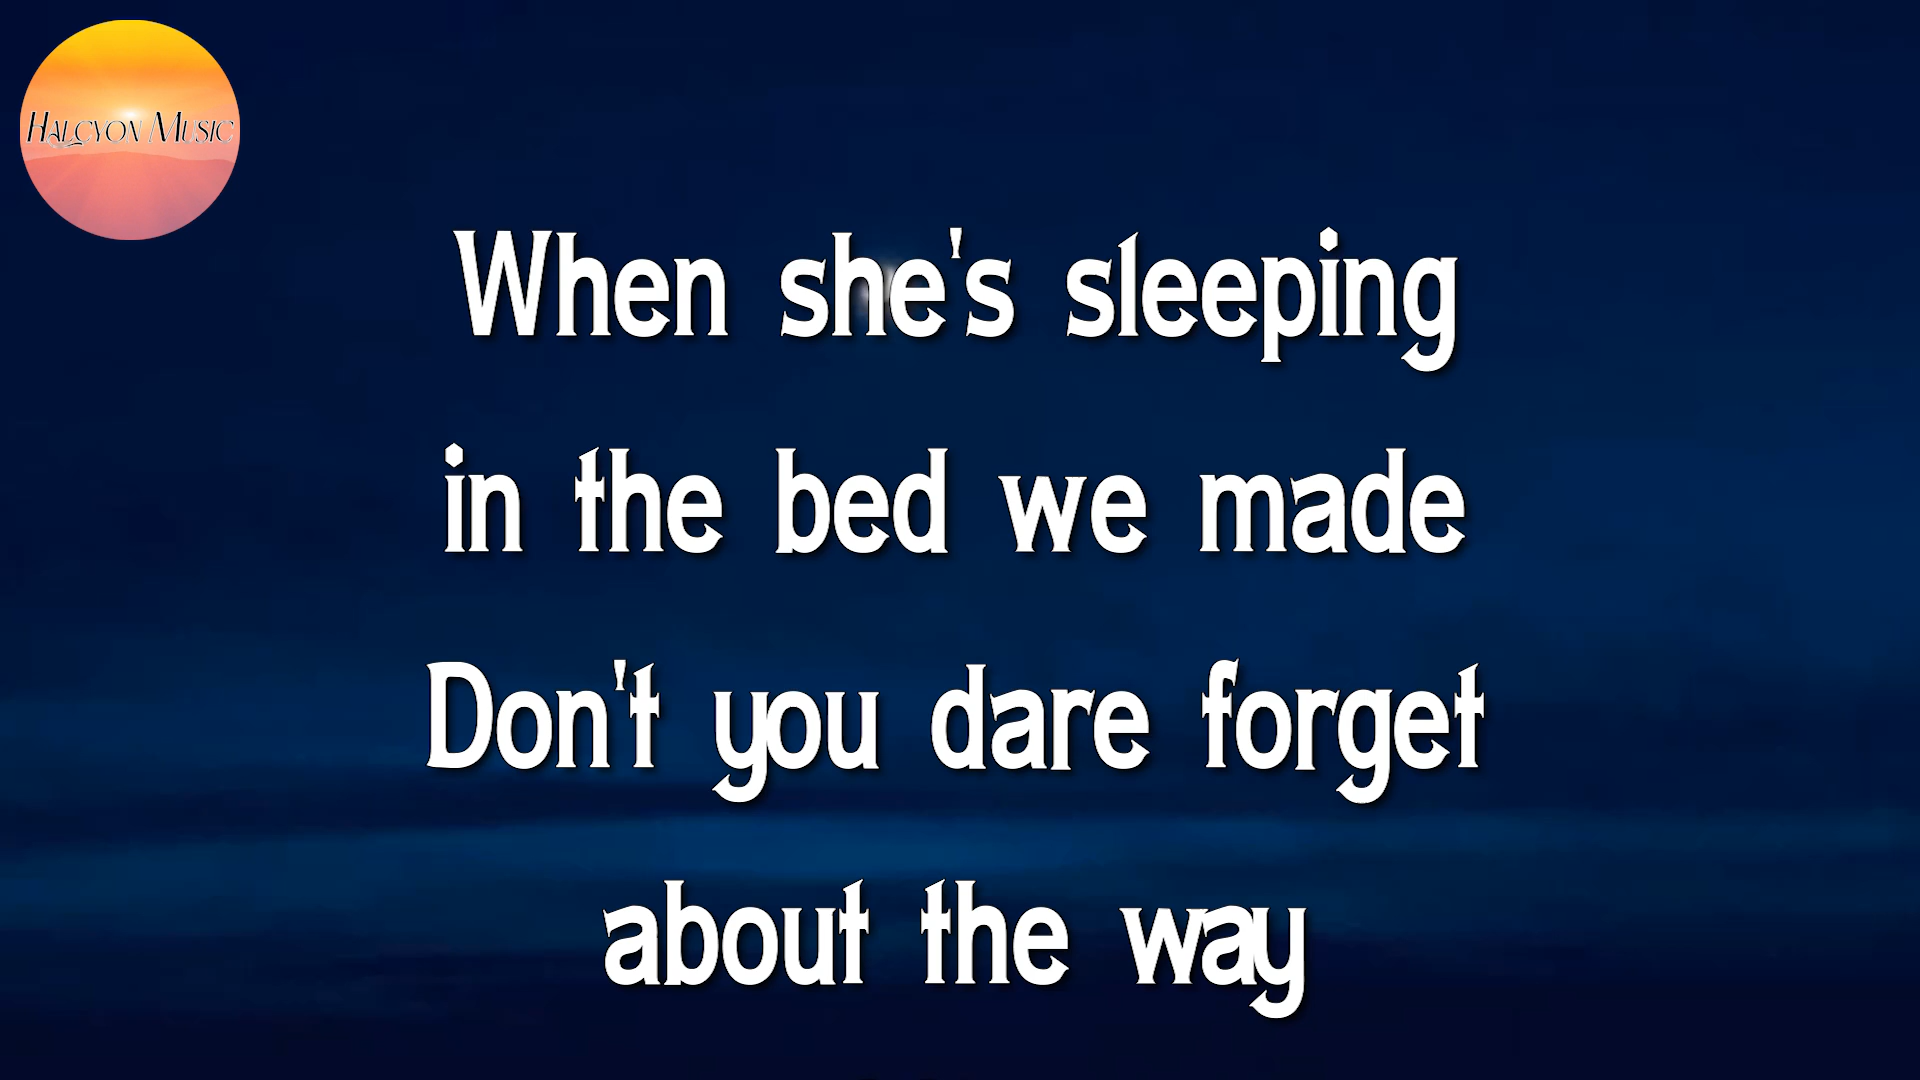 Halcyon Music
When she's sleeping
in the bed we made
Don't you dare forget
about the way